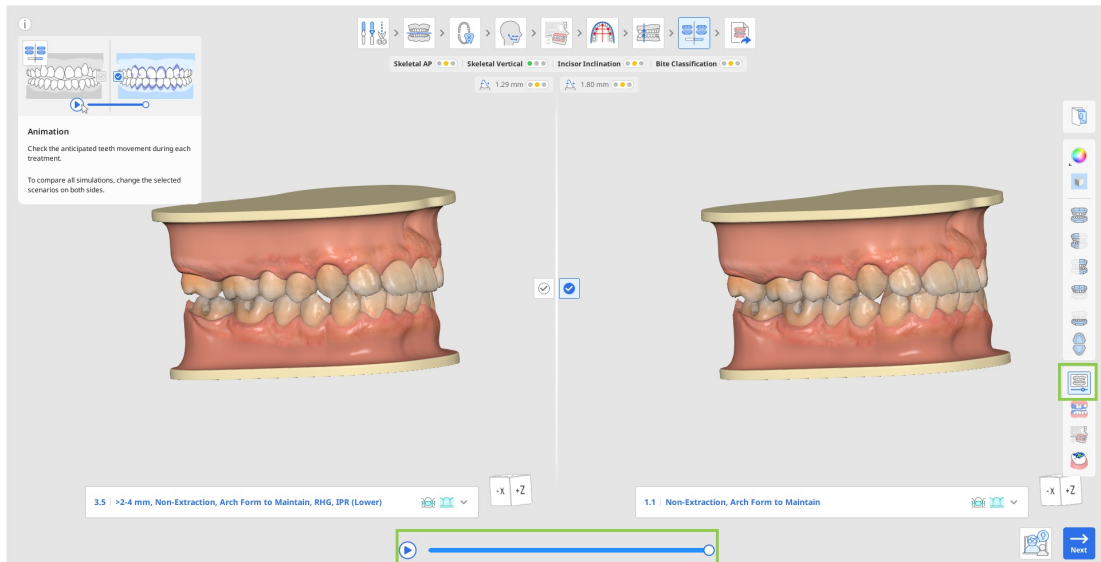 i
Skeletal AP | Skeletal Vertical | Incisor Inclination | Bite Classification
1.29 mm
1.80 mm
Animation
Check the anticipated teeth movement during each
treatment.
To compare all simulations, change the selected
scenarios on both sides.
3.5 | >2-4 mm, Non-Extraction, Arch Form to Maintain, RHG, IPR (Lower)
-X +Z
1.1 | Non-Extraction, Arch Form to Maintain
-X +Z
Next